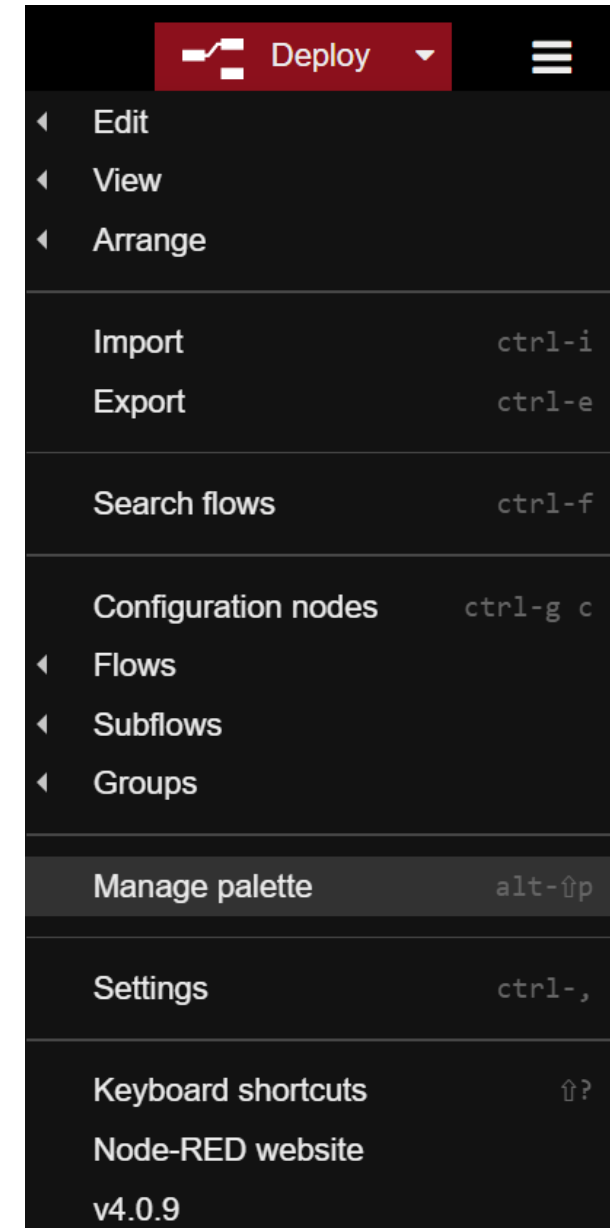 Deploy
Edit
View
Arrange
Import ctrl-i
Export ctrl-e
Search flows ctrl-f
Configuration nodes ctrl-g c
Flows
Subflows
Groups
Manage palette alt-⇧p
Settings ctrl-,
Keyboard shortcuts ⇧?
Node-RED website
v4.0.9